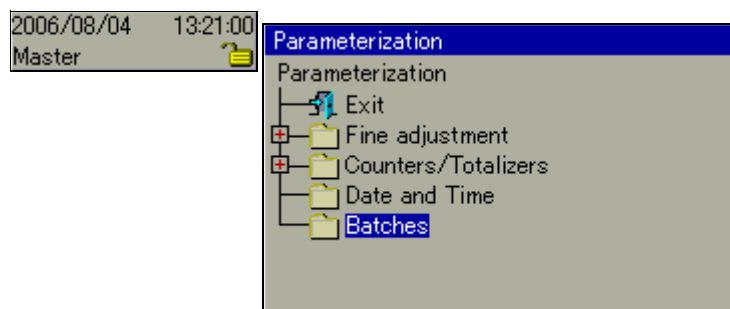 2006/08/04 13:21:00
Master
Parameterization
Parameterization
Exit
Fine adjustment
Counters/Totalizers
Date and Time
Batches